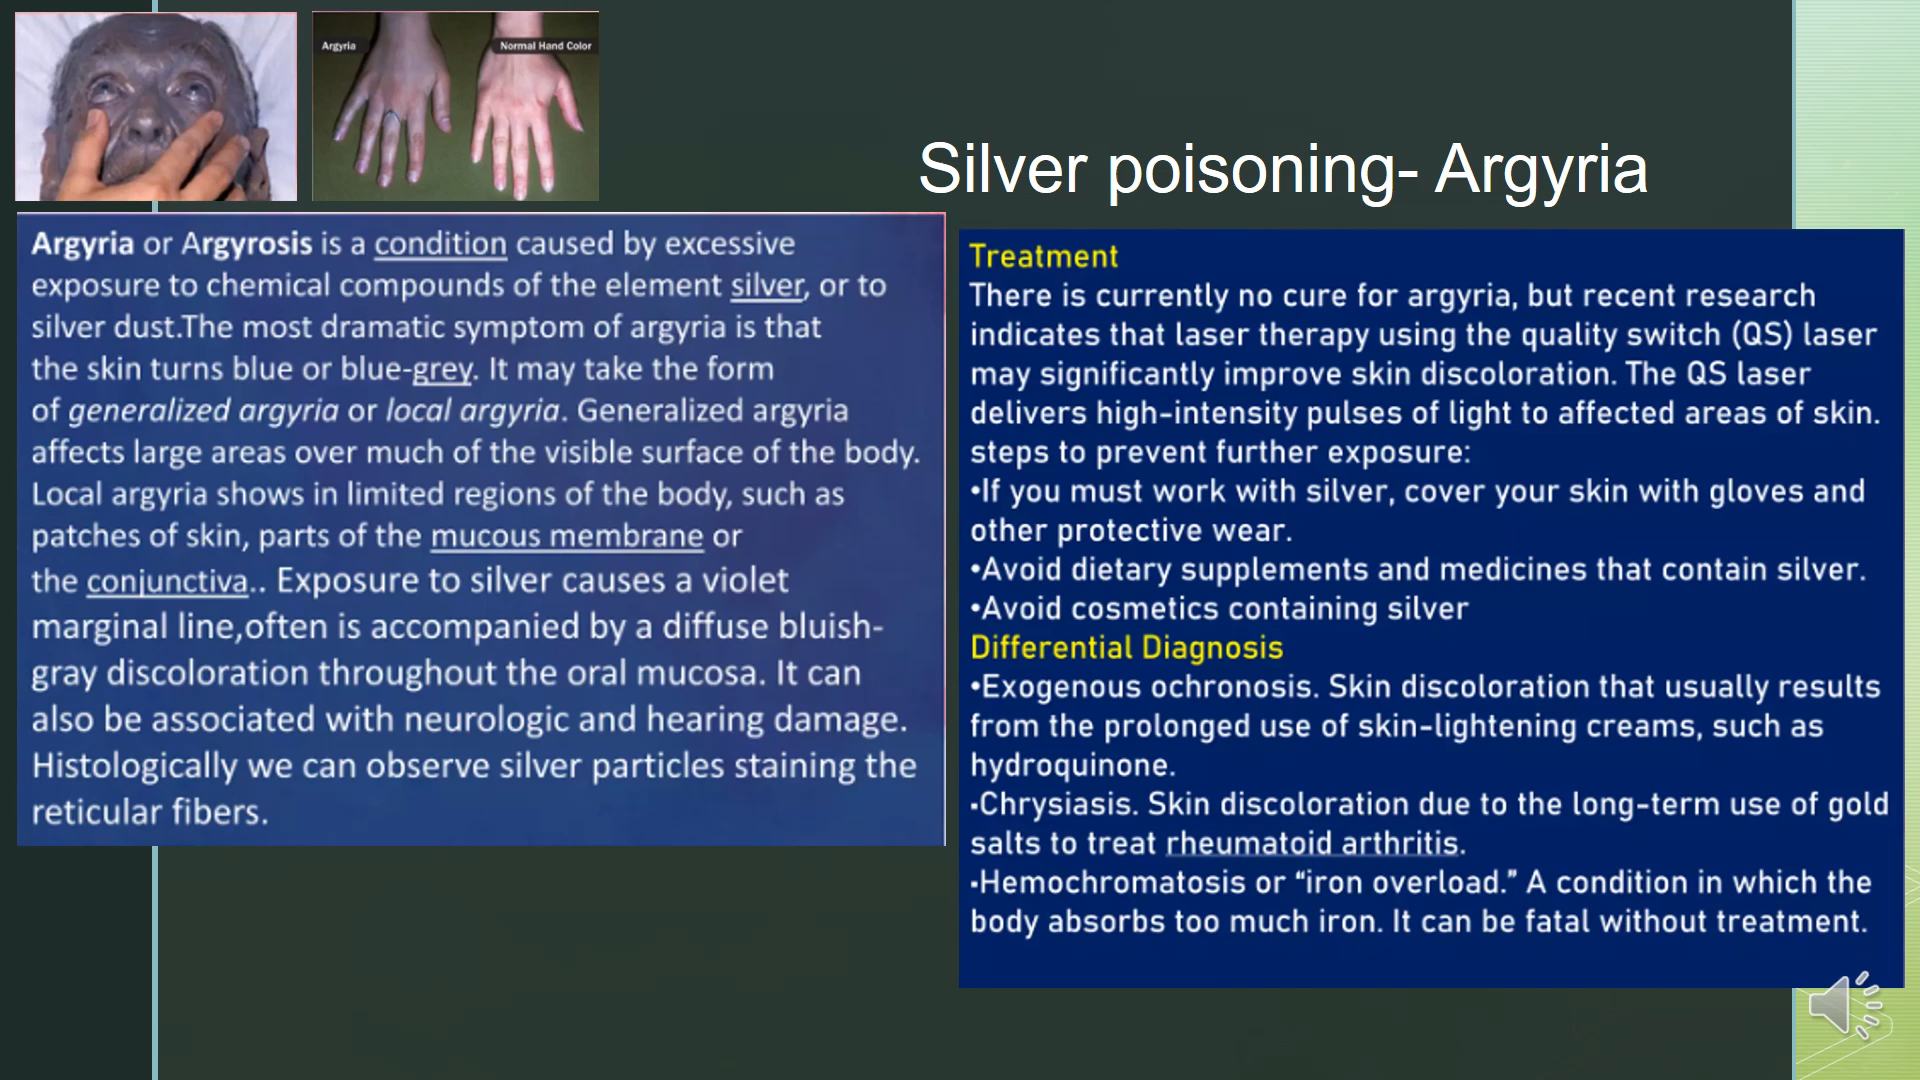 Argyria
Normal Hand Color
Silver poisoning- Argyria
Argyria or Argyrosis is a condition caused by excessive
exposure to chemical compounds of the element silver, or to
silver dust.The most dramatic symptom of argyria is that
the skin turns blue or blue-grey. It may take the form
of generalized argyria or local argyria. Generalized argyria
affects large areas over much of the visible surface of the body.
Local argyria shows in limited regions of the body, such as
patches of skin, parts of the mucous membrane or
the conjunctiva.. Exposure to silver causes a violet
marginal line,often is accompanied by a diffuse bluish-
gray discoloration throughout the oral mucosa. It can
also be associated with neurologic and hearing damage.
Histologically we can observe silver particles staining the
reticular fibers.
Treatment
There is currently no cure for argyria, but recent research
indicates that laser therapy using the quality switch (QS) laser
may significantly improve skin discoloration. The QS laser
delivers high-intensity pulses of light to affected areas of skin.
steps to prevent further exposure:
•If you must work with silver, cover your skin with gloves and
other protective wear.
•Avoid dietary supplements and medicines that contain silver.
•Avoid cosmetics containing silver
Differential Diagnosis
•Exogenous ochronosis. Skin discoloration that usually results
from the prolonged use of skin-lightening creams, such as
hydroquinone.
▪Chrysiasis. Skin discoloration due to the long-term use of gold
salts to treat rheumatoid arthritis.
▪Hemochromatosis or “iron overload.” A condition in which the
body absorbs too much iron. It can be fatal without treatment.